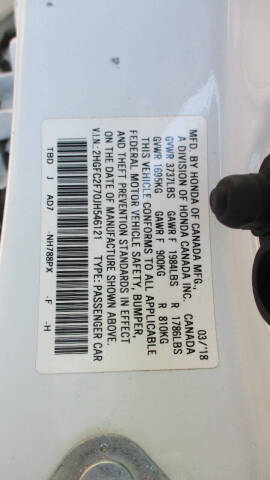 MFD. BY HONDA OF CANADA MFG.
A DIVISION OF HONDA CANADA INC. CANADA 03/'18
GVWR 3737LBS GAWR F 1984LBS R 1786LBS
GVWR 1695KG GAWR F 900KG R 810KG
THIS VEHICLE CONFORMS TO ALL APPLICABLE
FEDERAL MOTOR VEHICLE SAFETY, BUMPER,
AND THEFT PREVENTION STANDARDS IN EFFECT
ON THE DATE OF MANUFACTURE SHOWN ABOVE.
V.I.N.: 2HGFC2F70JH546121 TYPE: PASSENGER CAR
TBD J AD7 -NH788PX -F -H